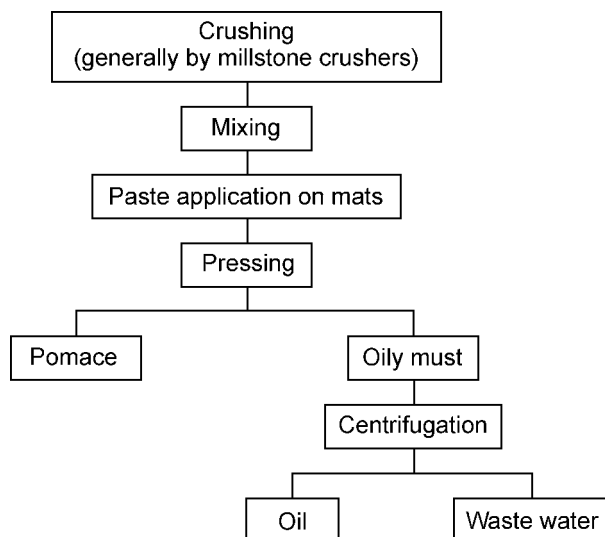 Crushing
(generally by millstone crushers)
Mixing
Paste application on mats
Pressing
Pomace
Oily must
Centrifugation
Oil
Waste water